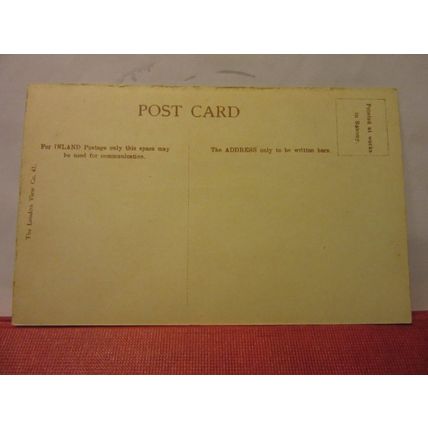 POST CARD
For INLAND Postage only this space may
be used for communication.
The ADDRESS only to be written here.
Printed at works
in Saxony.
The London View Co. Ld.